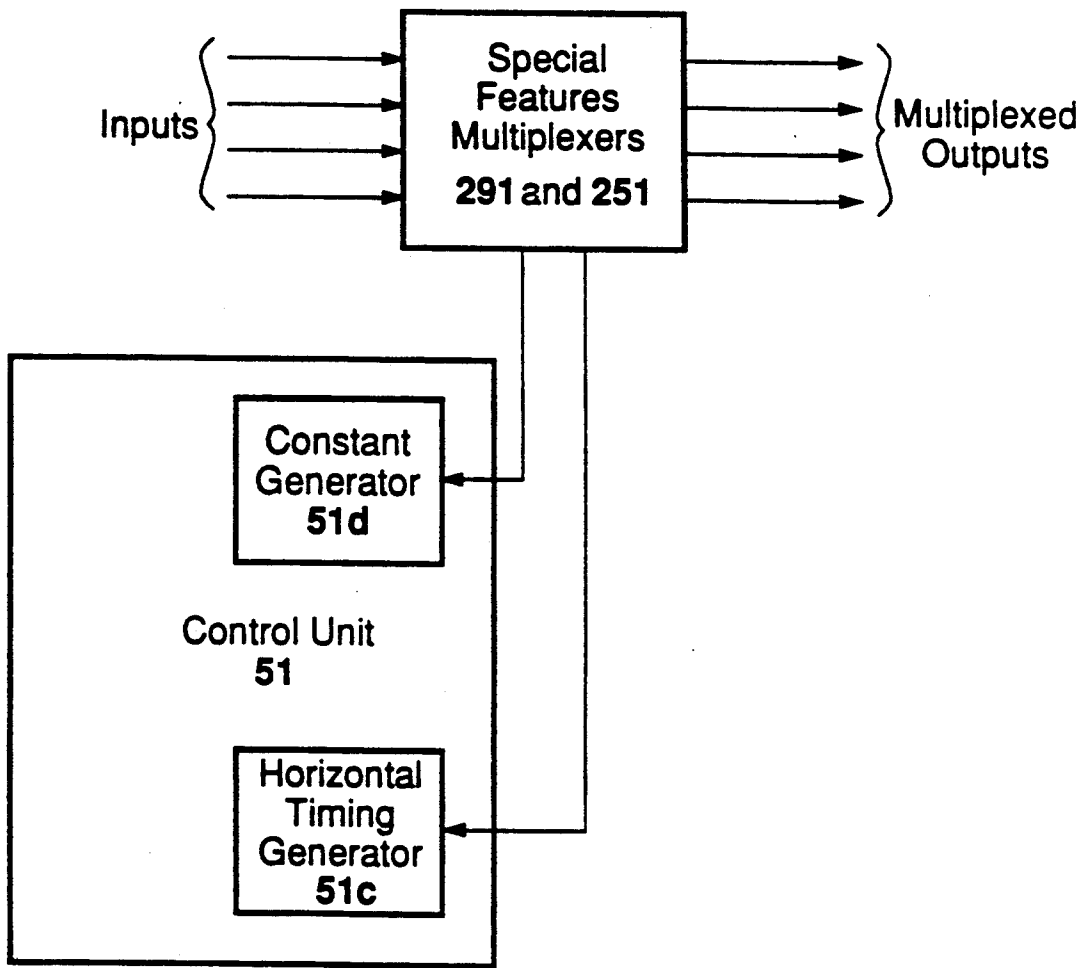 Special
Features
Multiplexers
291 and 251
Inputs
Multiplexed
Outputs
Constant
Generator
51d
Control Unit
51
Horizontal
Timing
Generator
51c